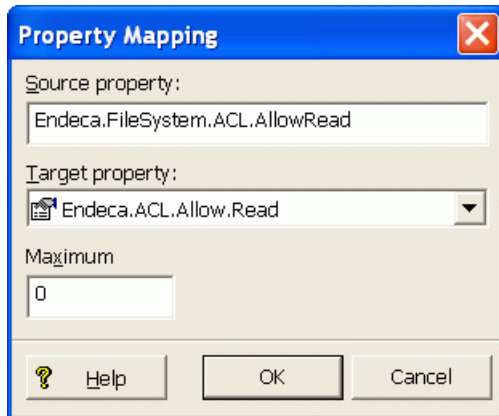 Property Mapping
Source property:
Endeca.FileSystem.ACL.AllowRead
Target property:
Endeca.ACL.Allow.Read
Maximum
0
Help OK Cancel